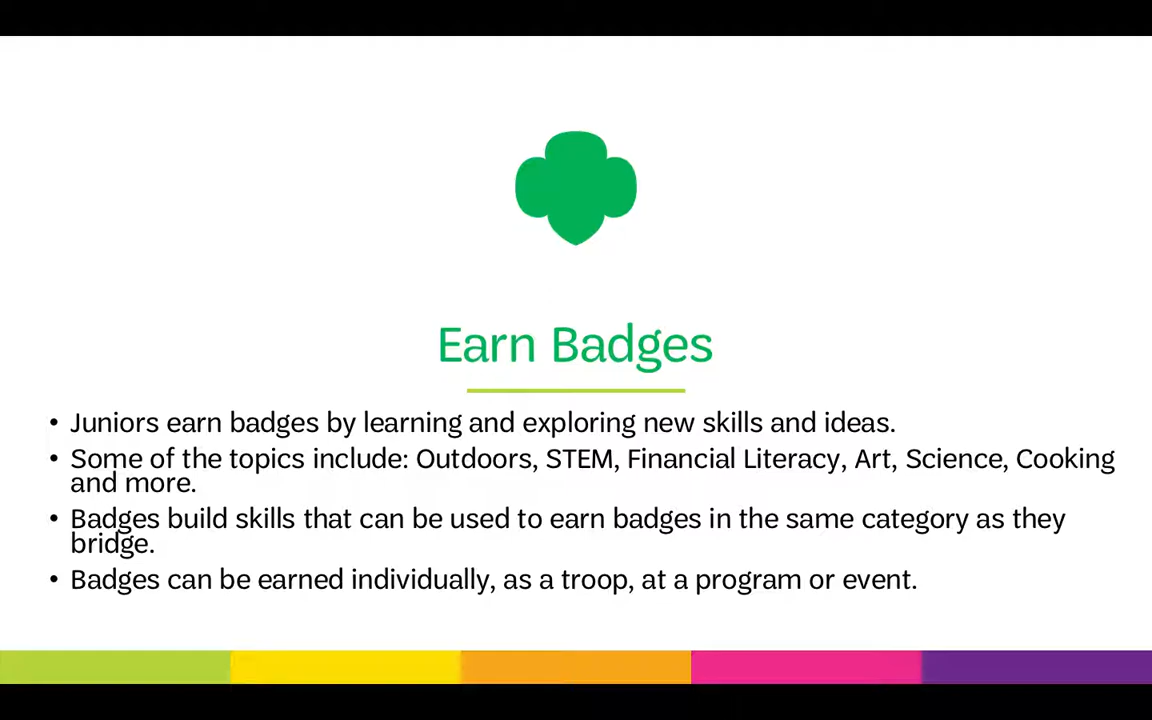 Earn Badges
• Juniors earn badges by learning and exploring new skills and ideas.
• Some of the topics include: Outdoors, STEM, Financial Literacy, Art, Science, Cooking
and more.
• Badges build skills that can be used to earn badges in the same category as they
bridge.
• Badges can be earned individually, as a troop, at a program or event.